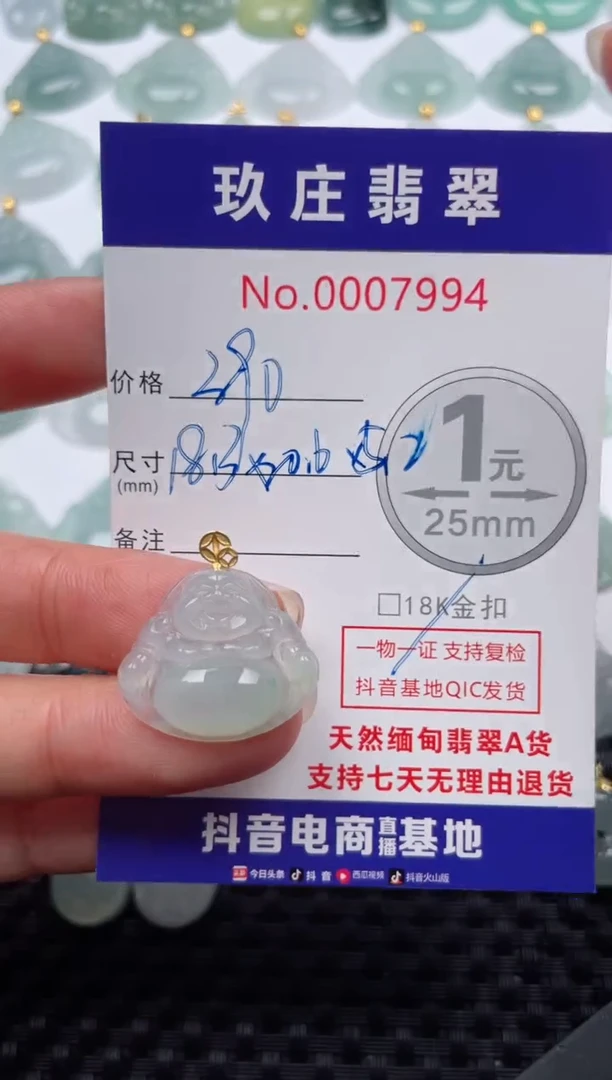 玖庄翡翠
No.0007994
价格 290
尺寸
(mm)
1元
25mm
备注
□18K金扣
一物一证 支持复检
抖音基地QIC发货
天然缅甸翡翠A货
支持七天无理由退货
抖音电商直播基地
今日头条 抖音 西瓜视频 抖音火山版